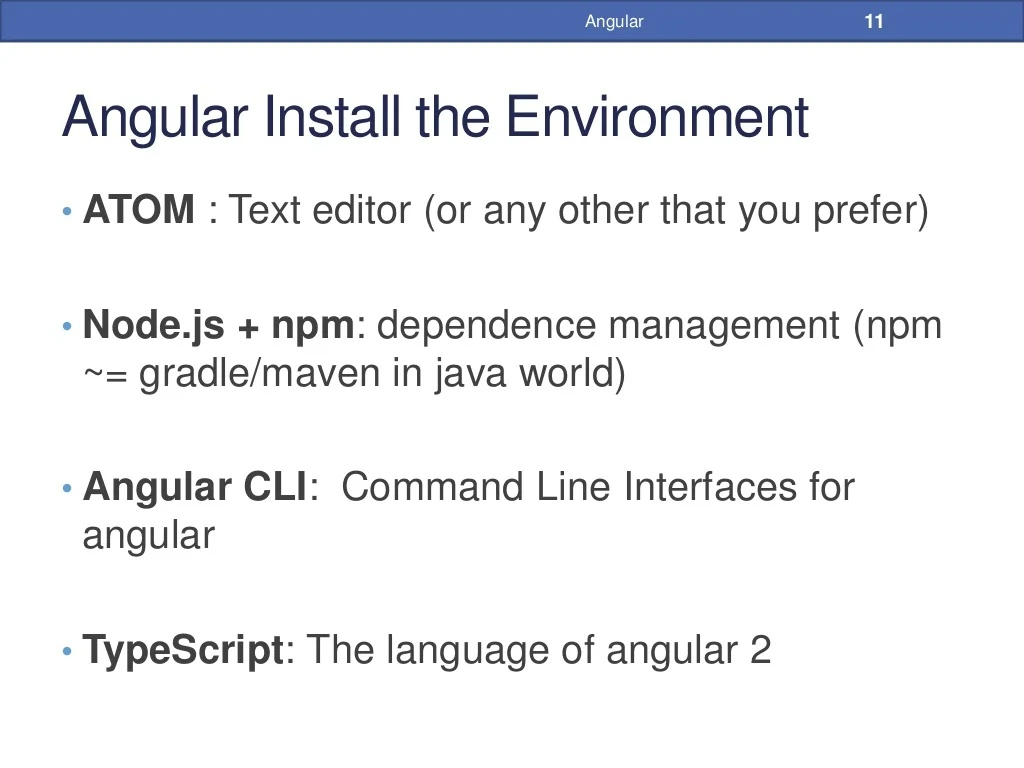 Angular 11
Angular Install the Environment
• ATOM : Text editor (or any other that you prefer)
• Node.js + npm: dependence management (npm
~= gradle/maven in java world)
• Angular CLI:  Command Line Interfaces for
angular
• TypeScript: The language of angular 2